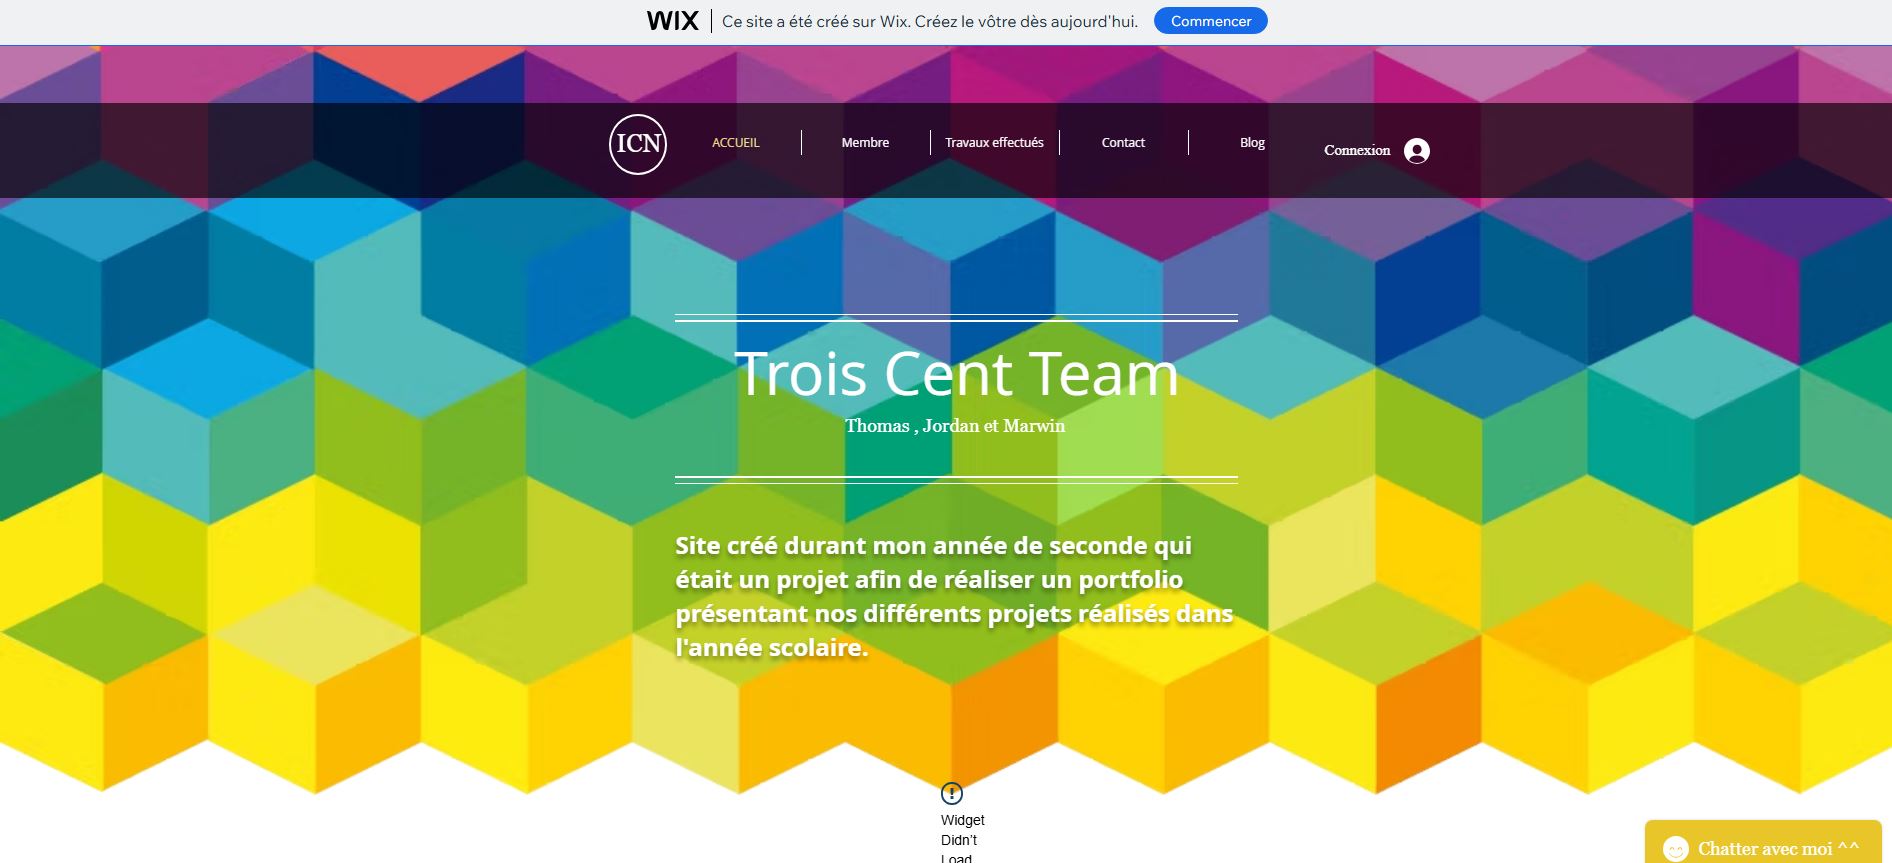 WIX Ce site a été créé sur Wix. Créez le vôtre dès aujourd'hui. Commencer
ICN ACCUEIL Membre Travaux effectués Contact Blog Connexion
Trois Cent Team
Thomas , Jordan et Marwin
Site créé durant mon année de seconde qui
était un projet afin de réaliser un portfolio
présentant nos différents projets réalisés dans
l'année scolaire.
Widget
Didn't
Load
Chatter avec moi ^^